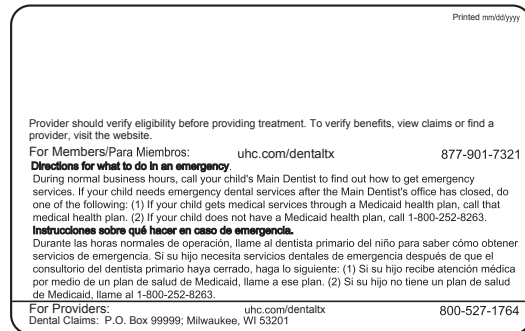 Printed mm/dd/yyyy
Provider should verify eligibility before providing treatment. To verify benefits, view claims or find a
provider, visit the website.
For Members/Para Miembros: uhc.com/dentaltx 877-901-7321
Directions for what to do in an emergency.
During normal business hours, call your child's Main Dentist to find out how to get emergency
services. If your child needs emergency dental services after the Main Dentist's office has closed, do
one of the following: (1) If your child gets medical services through a Medicaid health plan, call that
medical health plan. (2) If your child does not have a Medicaid health plan, call 1-800-252-8263.
Instrucciones sobre qué hacer en caso de emergencia.
Durante las horas normales de operación, llame al dentista primario del niño para saber cómo obtener
servicios de emergencia. Si su hijo necesita servicios dentales de emergencia después de que el
consultorio del dentista primario haya cerrado, haga lo siguiente: (1) Si su hijo recibe atención médica
por medio de un plan de salud de Medicaid, llame a ese plan. (2) Si su hijo no tiene un plan de salud
de Medicaid, llame al 1-800-252-8263.
For Providers: uhc.com/dentaltx 800-527-1764
Dental Claims: P.O. Box 99999; Milwaukee, WI 53201